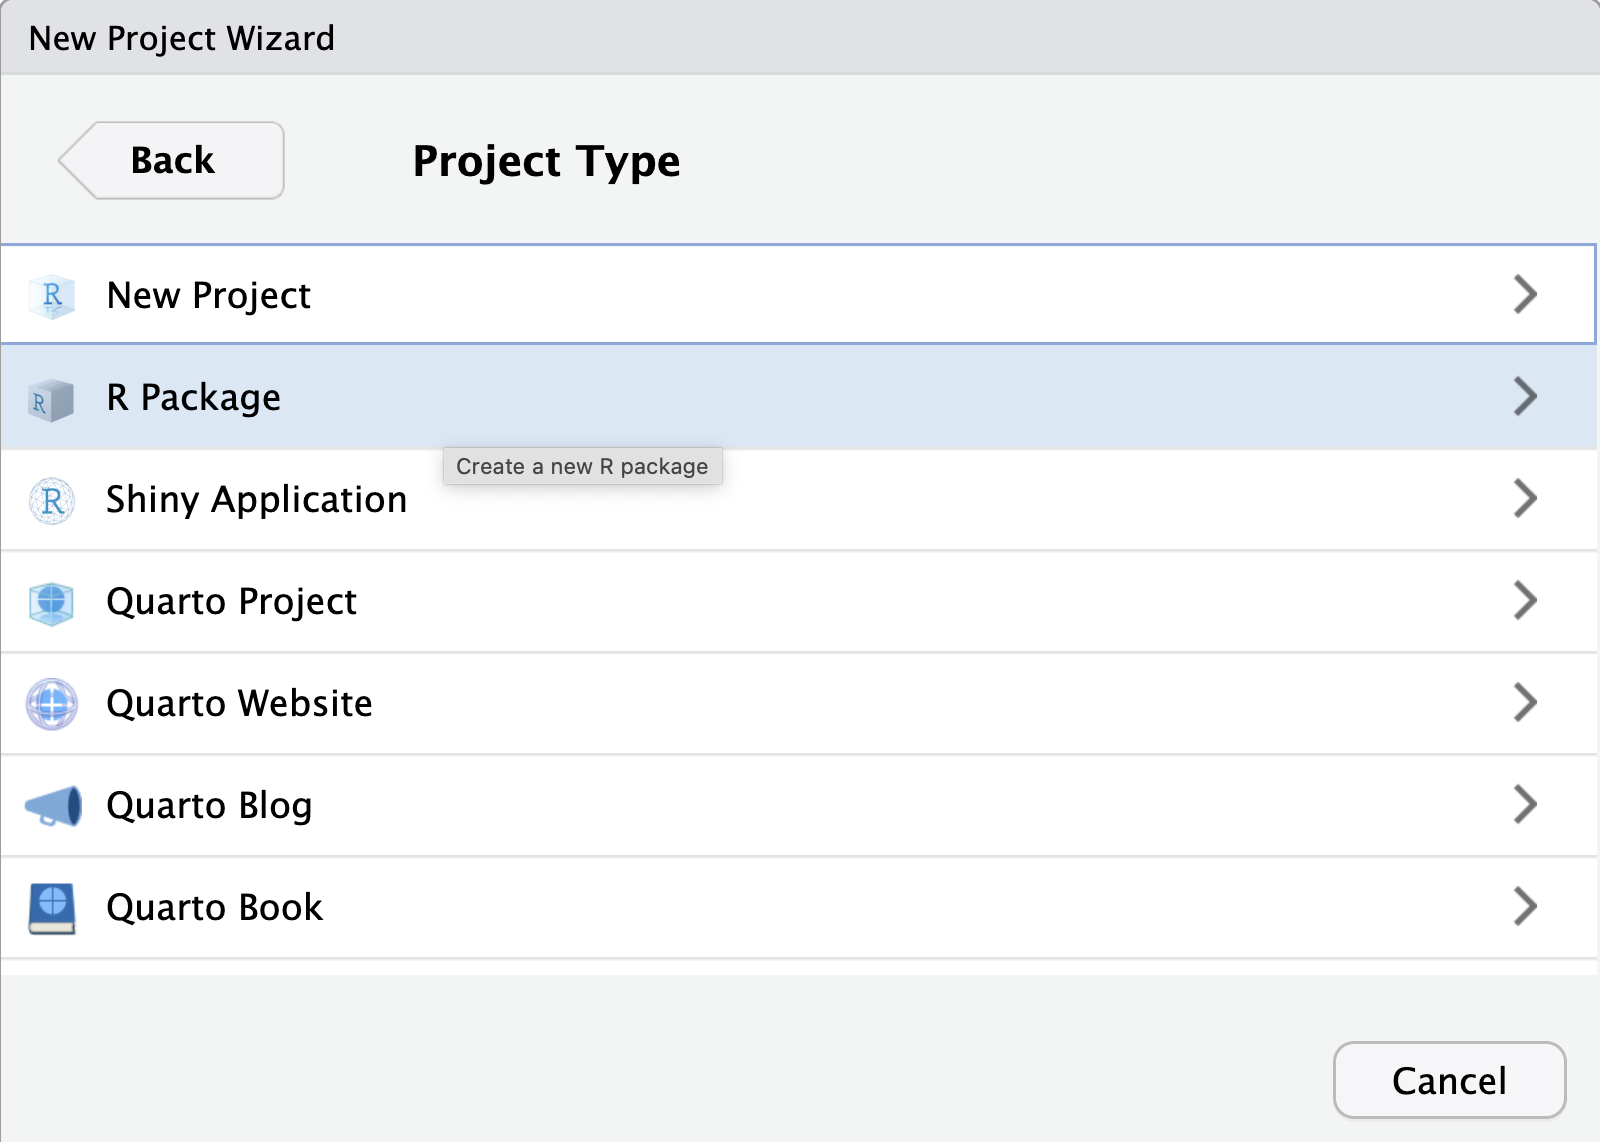 New Project Wizard
Back
Project Type
R
New Project
R
R Package
Create a new R package
R
Shiny Application
Quarto Project
Quarto Website
Quarto Blog
Quarto Book
Cancel